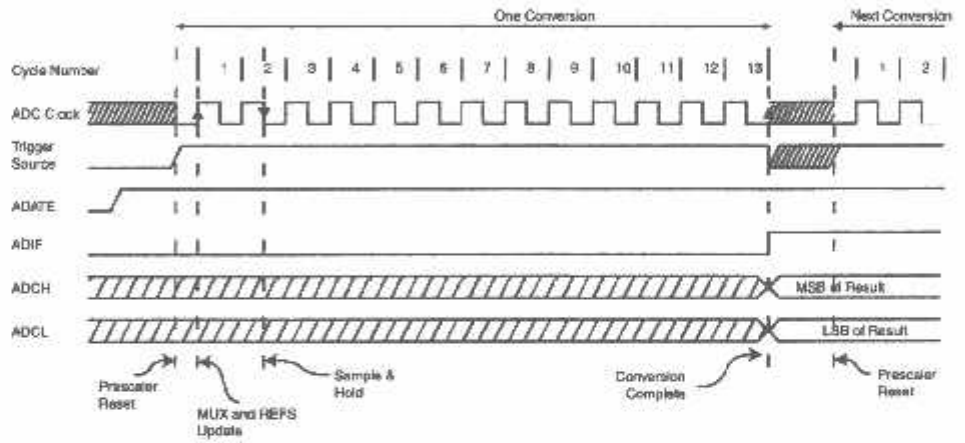 One Conversion
Next Conversion
Cycle Number
1 2 3 4 5 6 7 8 9 10 11 12 13 1 2
ADC Clock
Trigger
Source
ADATE
ADIF
ADCH
MSB of Result
ADCL
LSB of Result
Prescaler
Reset
MUX and REFS
Update
Sample &
Hold
Conversion
Complete
Prescaler
Reset